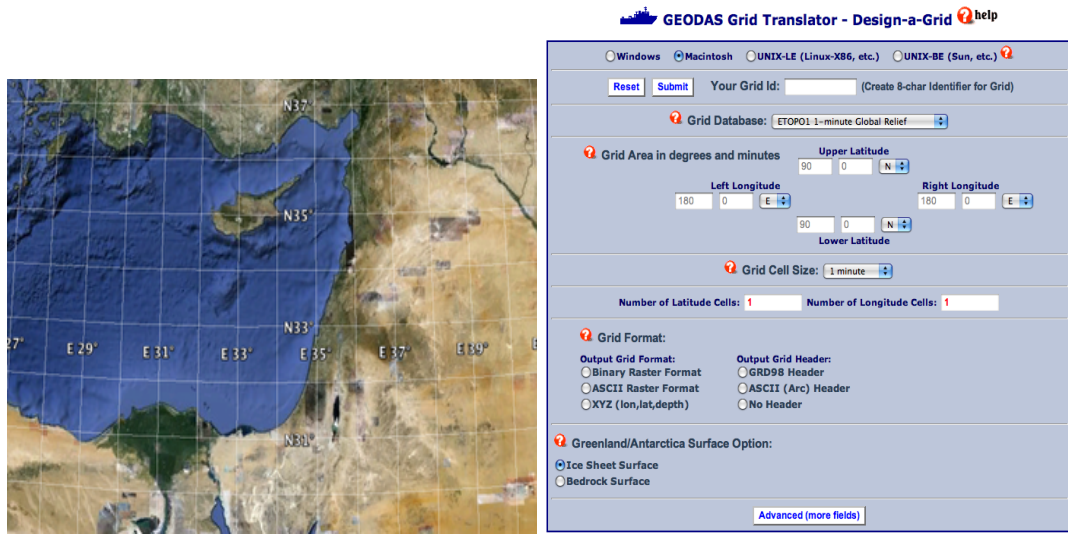 N37°
N35°
N33°
27° E 29° E 31° E 33° E 35° E 37° E 39° E
N31°
GEODAS Grid Translator - Design-a-Grid ? help
Windows Macintosh UNIX-LE (Linux-X86, etc.) UNIX-BE (Sun, etc.) ?
Reset Submit Your Grid Id: (Create 8-char Identifier for Grid)
? Grid Database: ETOPO1 1-minute Global Relief
? Grid Area in degrees and minutes
Upper Latitude
90 0 N
Left Longitude Right Longitude
180 0 E 180 0 E
90 0 N
Lower Latitude
? Grid Cell Size: 1 minute
Number of Latitude Cells: 1 Number of Longitude Cells: 1
? Grid Format:
Output Grid Format: Output Grid Header:
Binary Raster Format GRD98 Header
ASCII Raster Format ASCII (Arc) Header
XYZ (lon,lat,depth) No Header
? Greenland/Antarctica Surface Option:
Ice Sheet Surface
Bedrock Surface
Advanced (more fields)